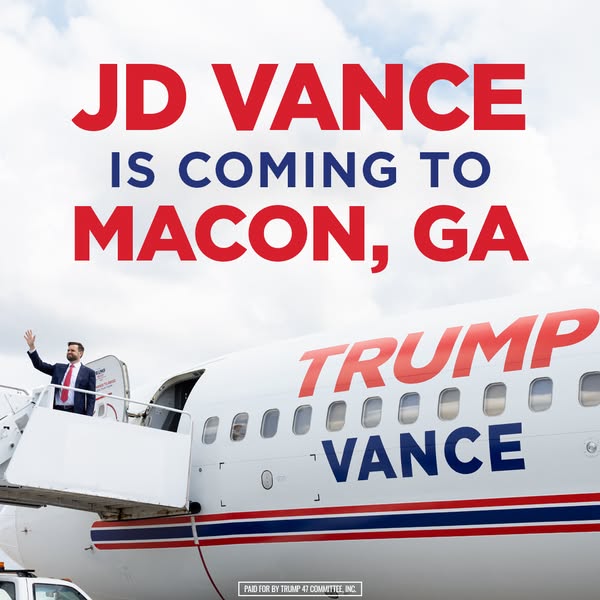 JD VANCE
IS COMING TO
MACON, GA
TRUMP
VANCE
PAID FOR BY TRUMP 47 COMMITTEE, INC.